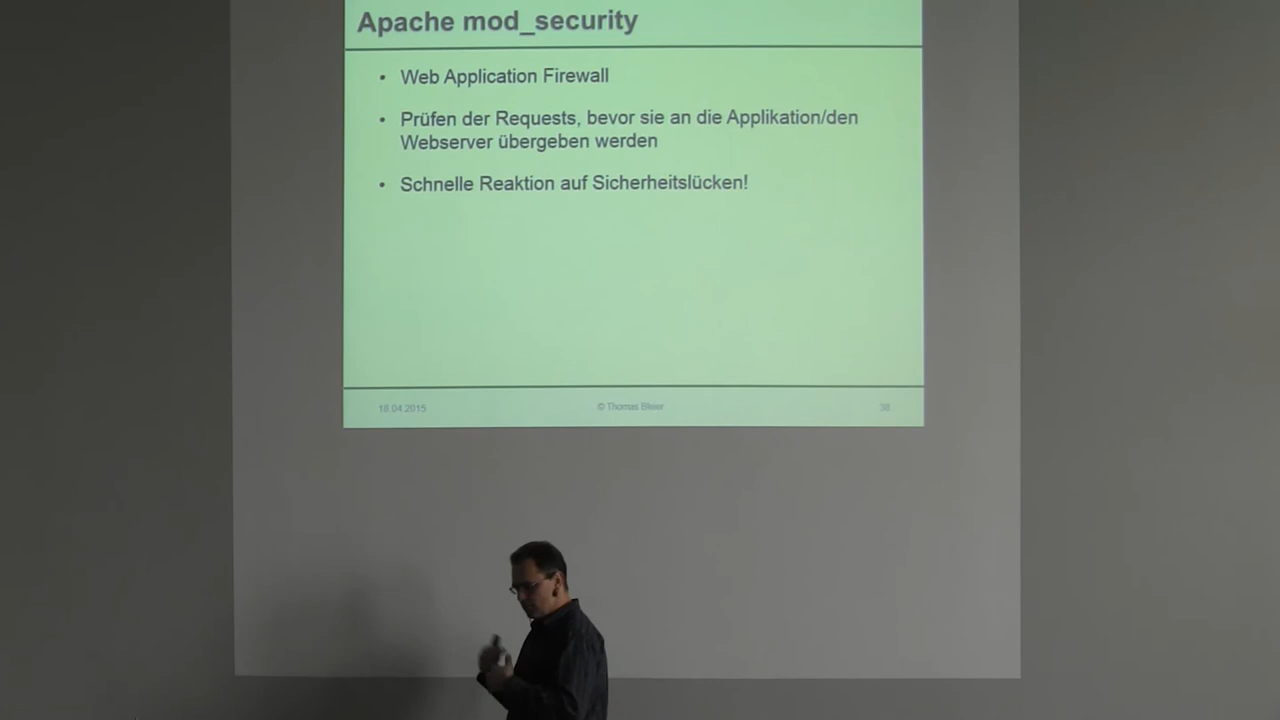 Apache mod_security
• Web Application Firewall
• Prüfen der Requests, bevor sie an die Applikation/den
Webserver übergeben werden
• Schnelle Reaktion auf Sicherheitslücken!
18.04.2015
© Thomas Bleier
38